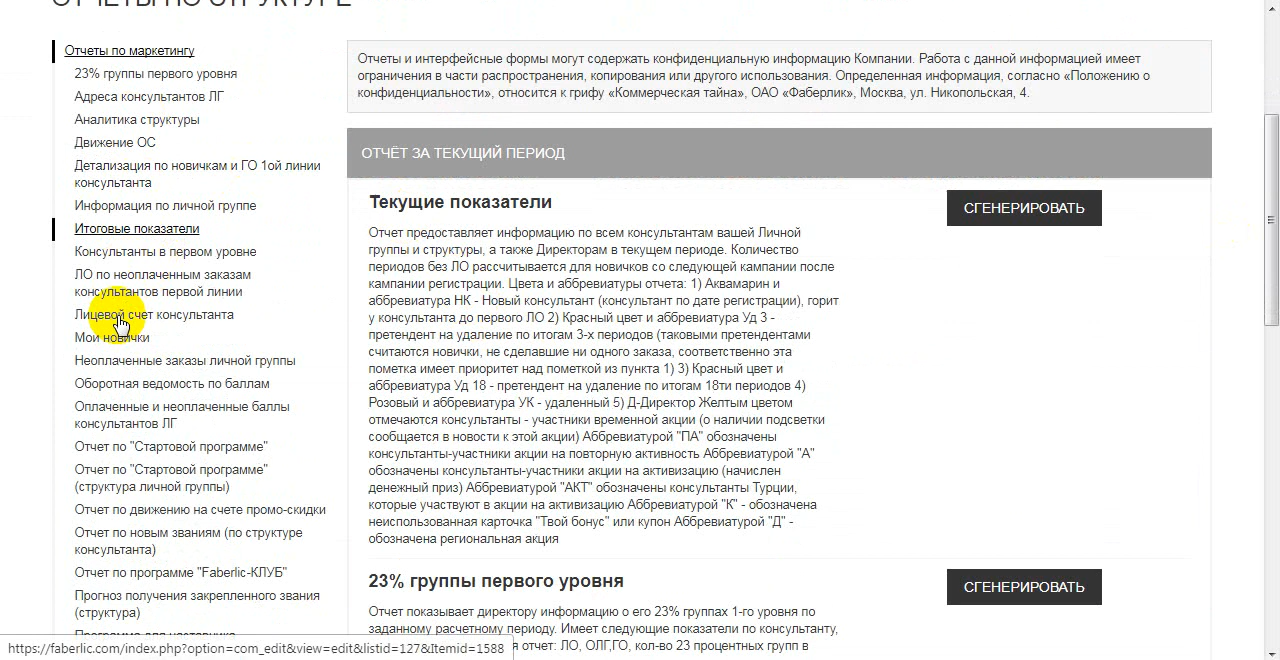 ОТЧЕТЫ ПО СТРУКТУРЕ
Отчеты по маркетингу
23% группы первого уровня
Адреса консультантов ЛГ
Аналитика структуры
Движение ОС
Детализация по новичкам и ГО 1ой линии
консультанта
Информация по личной группе
Итоговые показатели
Консультанты в первом уровне
ЛО по неоплаченным заказам
консультантов первой линии
Лицевой счет консультанта
Мои новички
Неоплаченные заказы личной группы
Оборотная ведомость по баллам
Оплаченные и неоплаченные баллы
консультантов ЛГ
Отчет по "Стартовой программе"
Отчет по "Стартовой программе"
(структура личной группы)
Отчет по движению на счете промо-скидки
Отчет по новым званиям (по структуре
консультанта)
Отчет по программе "Faberlic-КЛУБ"
Прогноз получения закрепленного звания
(структура)
Программа для наставника
Отчеты и интерфейсные формы могут содержать конфиденциальную информацию Компании. Работа с данной информацией имеет
ограничения в части распространения, копирования или другого использования. Определенная информация, согласно «Положению о
конфиденциальности», относится к грифу «Коммерческая тайна», ОАО «Фаберлик», Москва, ул. Никопольская, 4.
ОТЧЁТ ЗА ТЕКУЩИЙ ПЕРИОД
Текущие показатели
СГЕНЕРИРОВАТЬ
Отчет предоставляет информацию по всем консультантам вашей Личной
группы и структуры, а также Директорам в текущем периоде. Количество
периодов без ЛО рассчитывается для новичков со следующей кампании после
кампании регистрации. Цвета и аббревиатуры отчета: 1) Аквамарин и
аббревиатура НК - Новый консультант (консультант по дате регистрации), горит
у консультанта до первого ЛО 2) Красный цвет и аббревиатура Уд 3 -
претендент на удаление по итогам 3-х периодов (таковыми претендентами
считаются новички, не сделавшие ни одного заказа, соответственно эта
пометка имеет приоритет над пометкой из пункта 1) 3) Красный цвет и
аббревиатура Уд 18 - претендент на удаление по итогам 18ти периодов 4)
Розовый и аббревиатура УК - удаленный 5) Д-Директор Желтым цветом
отмечаются консультанты - участники временной акции (о наличии подсветки
сообщается в новости к этой акции) Аббревиатурой "ПА" обозначены
консультанты-участники акции на повторную активность Аббревиатурой "А"
обозначены консультанты-участники акции на активизацию (начислен
денежный приз) Аббревиатурой "АКТ" обозначены консультанты Турции,
которые участвуют в акции на активизацию Аббревиатурой "К" - обозначена
неиспользованная карточка "Твой бонус" или купон Аббревиатурой "Д" -
обозначена региональная акция
23% группы первого уровня
СГЕНЕРИРОВАТЬ
Отчет показывает директору информацию о его 23% группах 1-го уровня по
заданному расчетному периоду. Имеет следующие показатели по консультанту,
отчет: ЛО, ОЛГ,ГО, кол-во 23 процентных групп в
https://faberlic.com/index.php?option=com_edit&view=edit&listid=127&Itemid=1588